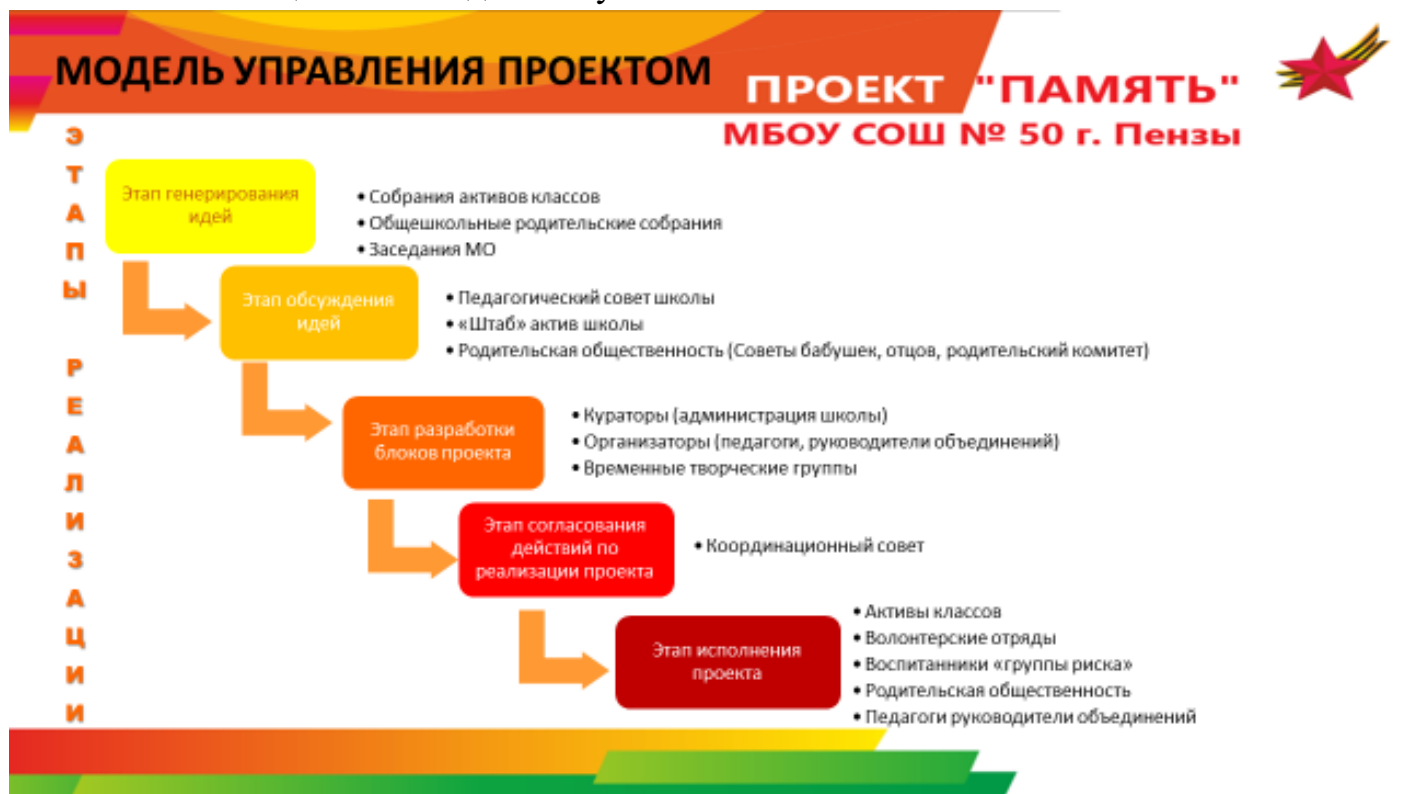 МОДЕЛЬ УПРАВЛЕНИЯ ПРОЕКТОМ
ПРОЕКТ "ПАМЯТЬ"
МБОУ СОШ № 50 г. Пензы
ЭТАПЫ РЕАЛИЗАЦИИ
Этап генерирования
идей
• Собрания активов классов
• Общешкольные родительские собрания
• Заседания МО
Этап обсуждения
идей
• Педагогический совет школы
• «Штаб» актив школы
• Родительская общественность (Советы бабушек, отцов, родительский комитет)
Этап разработки
блоков проекта
• Кураторы (администрация школы)
• Организаторы (педагоги, руководители объединений)
• Временные творческие группы
Этап согласования
действий по
реализации проекта
• Координационный совет
Этап исполнения
проекта
• Активы классов
• Волонтерские отряды
• Воспитанники «группы риска»
• Родительская общественность
• Педагоги руководители объединений